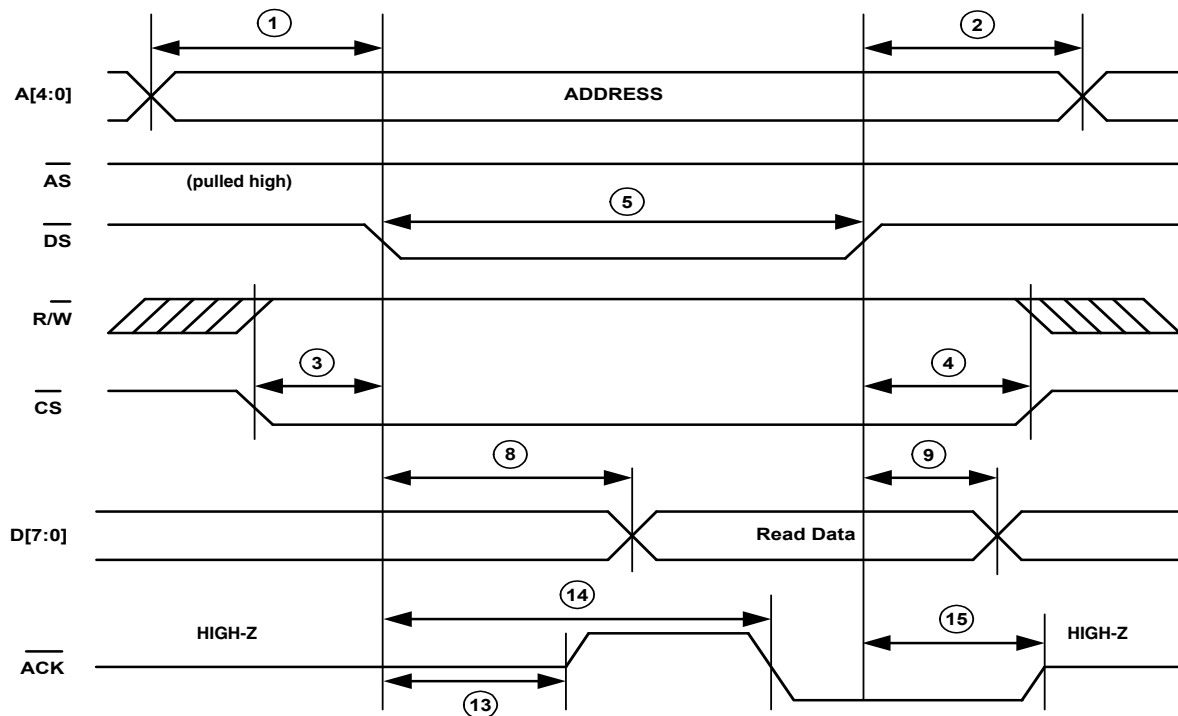 1
2
A[4:0]
ADDRESS
AS
(pulled high)
5
DS
R/W
3
4
CS
8
9
D[7:0]
Read Data
14
HIGH-Z
15
HIGH-Z
ACK
13